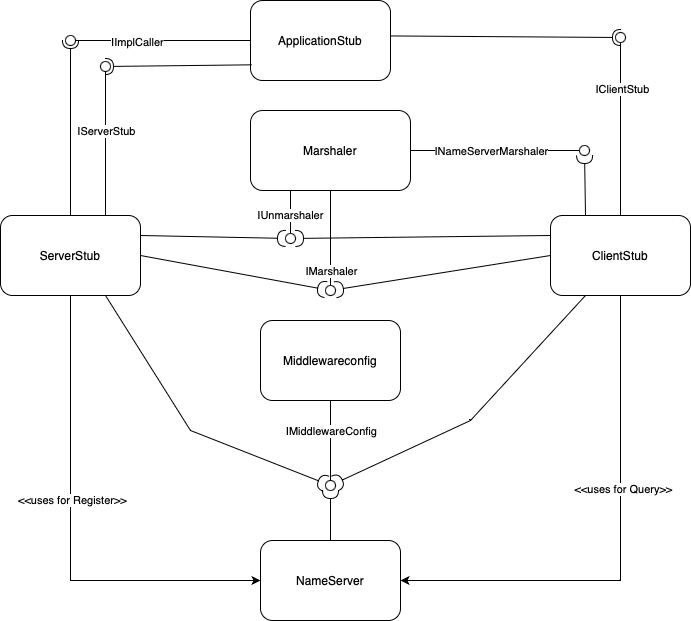 ApplicationStub
IImplCaller
IClientStub
IServerStub
Marshaler
INameServerMarshaler
IUnmarshaler
ServerStub
ClientStub
IMarshaler
Middlewareconfig
IMiddlewareConfig
<<uses for Register>>
<<uses for Query>>
NameServer